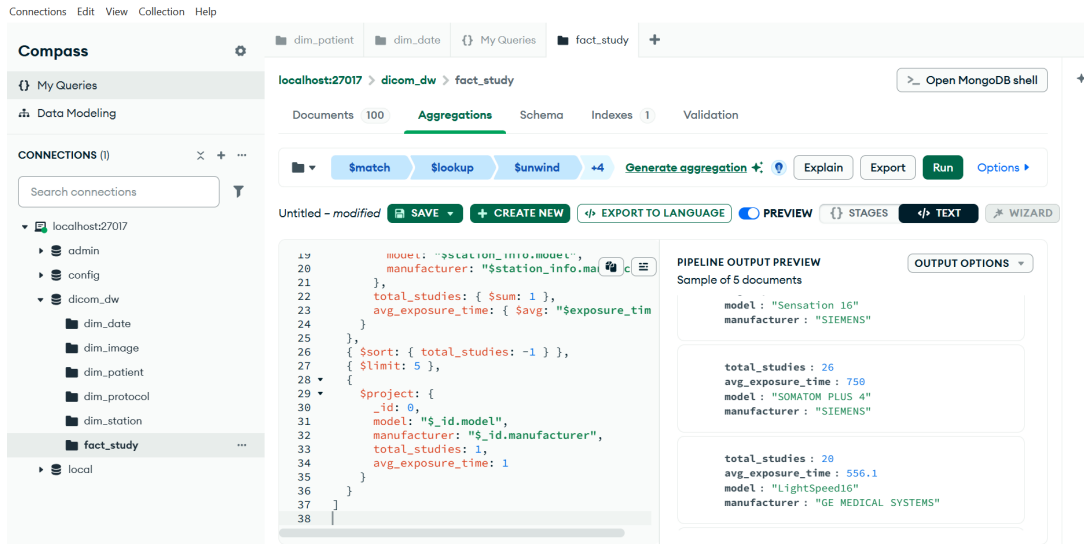 Connections Edit View Collection Help
Compass
My Queries
Data Modeling
CONNECTIONS (1)
Search connections
localhost:27017
admin
config
dicom_dw
dim_date
dim_image
dim_patient
dim_protocol
dim_station
fact_study
local
dim_patient dim_date {} My Queries fact_study
localhost:27017 > dicom_dw > fact_study
>_ Open MongoDB shell
Documents 100 Aggregations Schema Indexes 1 Validation
$match $lookup $unwind +4 Generate aggregation Explain Export Run Options
Untitled – modified SAVE + CREATE NEW </> EXPORT TO LANGUAGE PREVIEW {} STAGES </> TEXT WIZARD
19 model: "$station_info.model",
20 manufacturer: "$station_info.man
21 },
22 total_studies: { $sum: 1 },
23 avg_exposure_time: { $avg: "$exposure_tim
24 }
25 },
26 { $sort: { total_studies: -1 } },
27 { $limit: 5 },
28 {
29 $project: {
30 _id: 0,
31 model: "$_id.model",
32 manufacturer: "$_id.manufacturer",
33 total_studies: 1,
34 avg_exposure_time: 1
35 }
36 }
37 ]
38
PIPELINE OUTPUT PREVIEW
OUTPUT OPTIONS
Sample of 5 documents
model : "Sensation 16"
manufacturer : "SIEMENS"
total_studies : 26
avg_exposure_time : 750
model : "SOMATOM PLUS 4"
manufacturer : "SIEMENS"
total_studies : 20
avg_exposure_time : 556.1
model : "LightSpeed16"
manufacturer : "GE MEDICAL SYSTEMS"